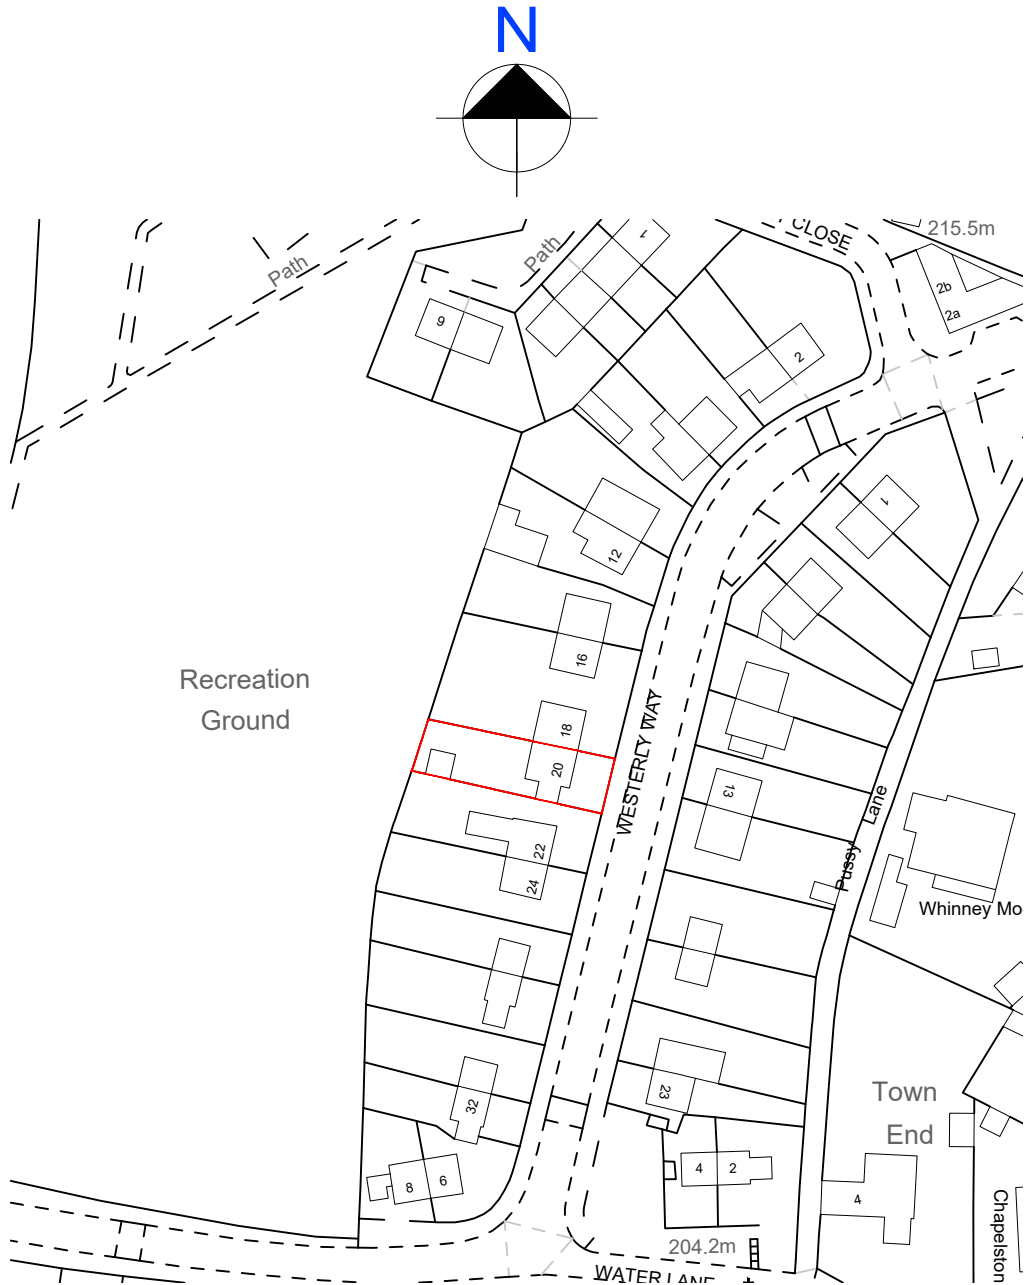 N
CLOSE
215.5m
Path
Path
1
2b
2a
9
2
1
12
16
Recreation
Ground
18
20
WESTERLY WAY
13
Pussy Lane
22
24
Whinney Mo
32
23
Town
End
4
2
8
6
4
Chapelston
204.2m
WATER LANE